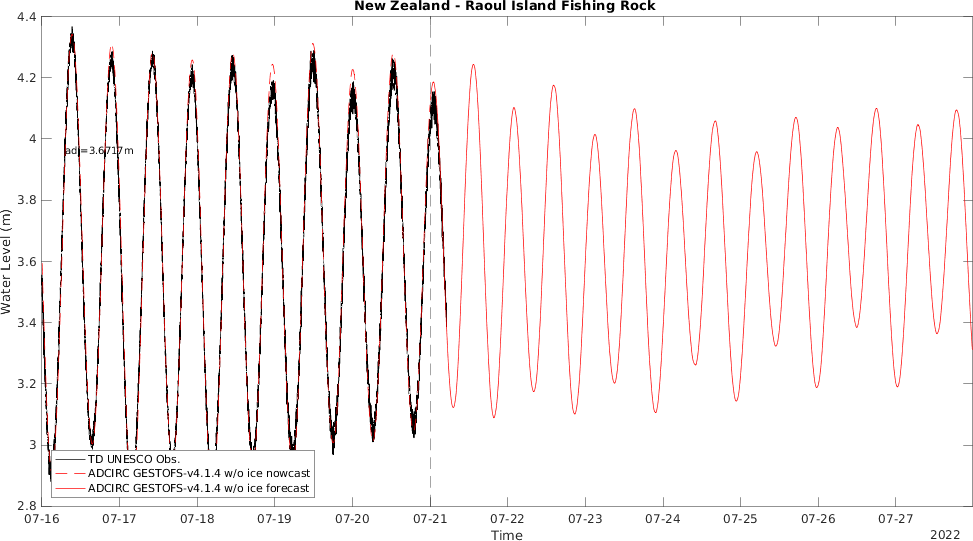 New Zealand - Raoul Island Fishing Rock
4.4
4.2
4
3.8
3.6
3.4
3.2
3
2.8
Water Level (m)
adj=3.6717m
TD UNESCO Obs.
ADCIRC GESTOFS-v4.1.4 w/o ice nowcast
ADCIRC GESTOFS-v4.1.4 w/o ice forecast
07-16 07-17 07-18 07-19 07-20 07-21 07-22 07-23 07-24 07-25 07-26 07-27
Time
2022